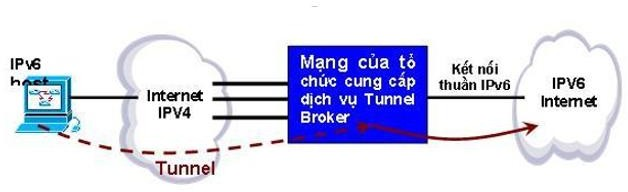 IPv6
host
Internet
IPV4
Mạng của tổ
chức cung cấp
dịch vụ Tunnel
Broker
Kết nối
thuần IPv6
IPV6
Internet
Tunnel